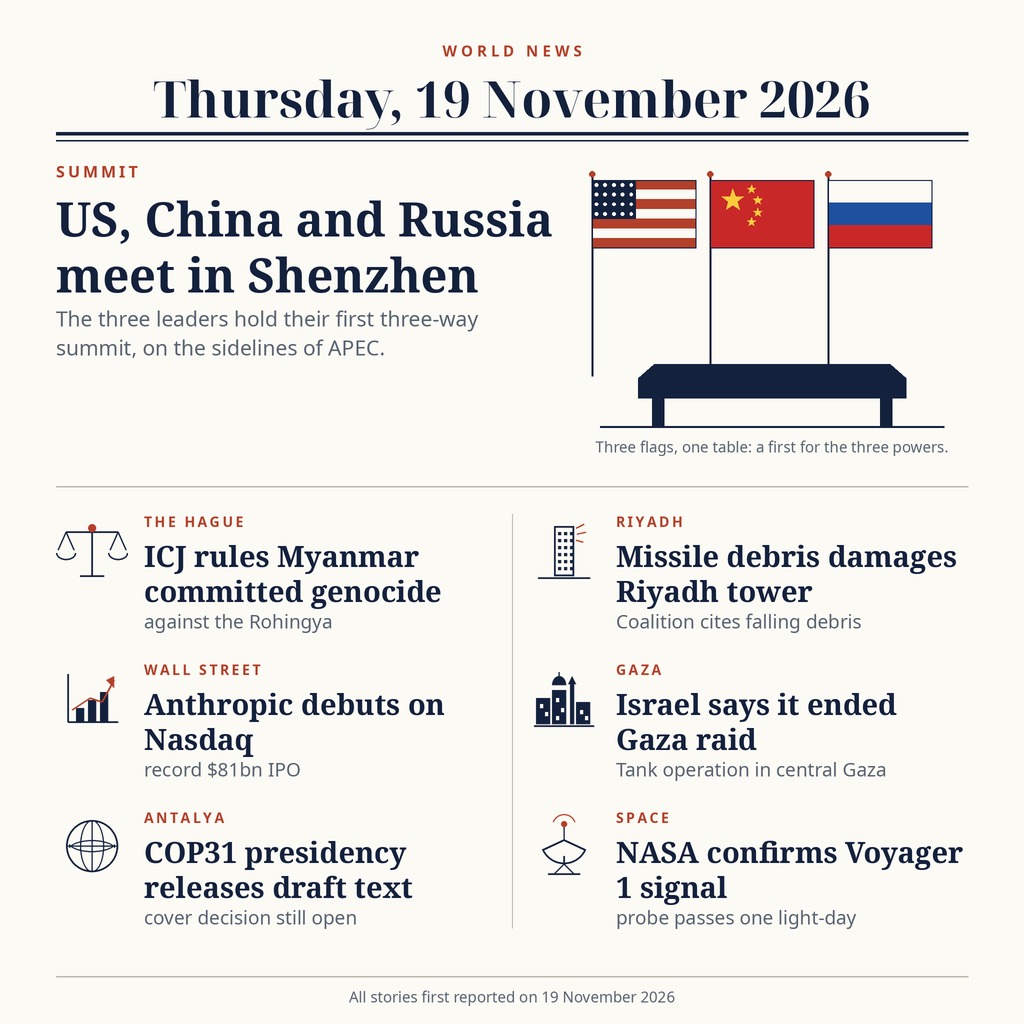 WORLD NEWS
Thursday, 19 November 2026
SUMMIT
US, China and Russia
meet in Shenzhen
The three leaders hold their first three-way
summit, on the sidelines of APEC.
Three flags, one table: a first for the three powers.
THE HAGUE
ICJ rules Myanmar
committed genocide
against the Rohingya
WALL STREET
Anthropic debuts on
Nasdaq
record $81bn IPO
ANTALYA
COP31 presidency
releases draft text
cover decision still open
RIYADH
Missile debris damages
Riyadh tower
Coalition cites falling debris
GAZA
Israel says it ended
Gaza raid
Tank operation in central Gaza
SPACE
NASA confirms Voyager
1 signal
probe passes one light-day
All stories first reported on 19 November 2026